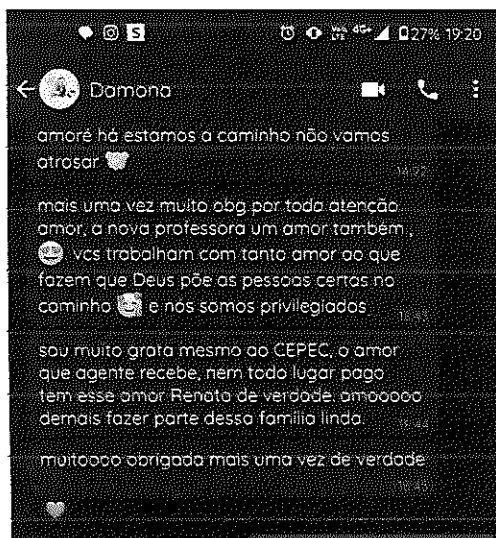 27% 19:20
Damona
amoré há estamos a caminho não vamos
atrasar
mais uma vez muito obg por toda atenção
amor, a nova professora um amor também ,
vcs trabalham com tanto amor ao que
fazem que Deus põe as pessoas certas no
caminho e nós somos privilegiados
sou muito grata mesmo ao CEPEC, o amor
que agente recebe, nem todo lugar pago
tem esse amor Renata de verdade. amooooo
demais fazer parte dessa família linda.
muitoooo obrigada mais uma vez de verdade